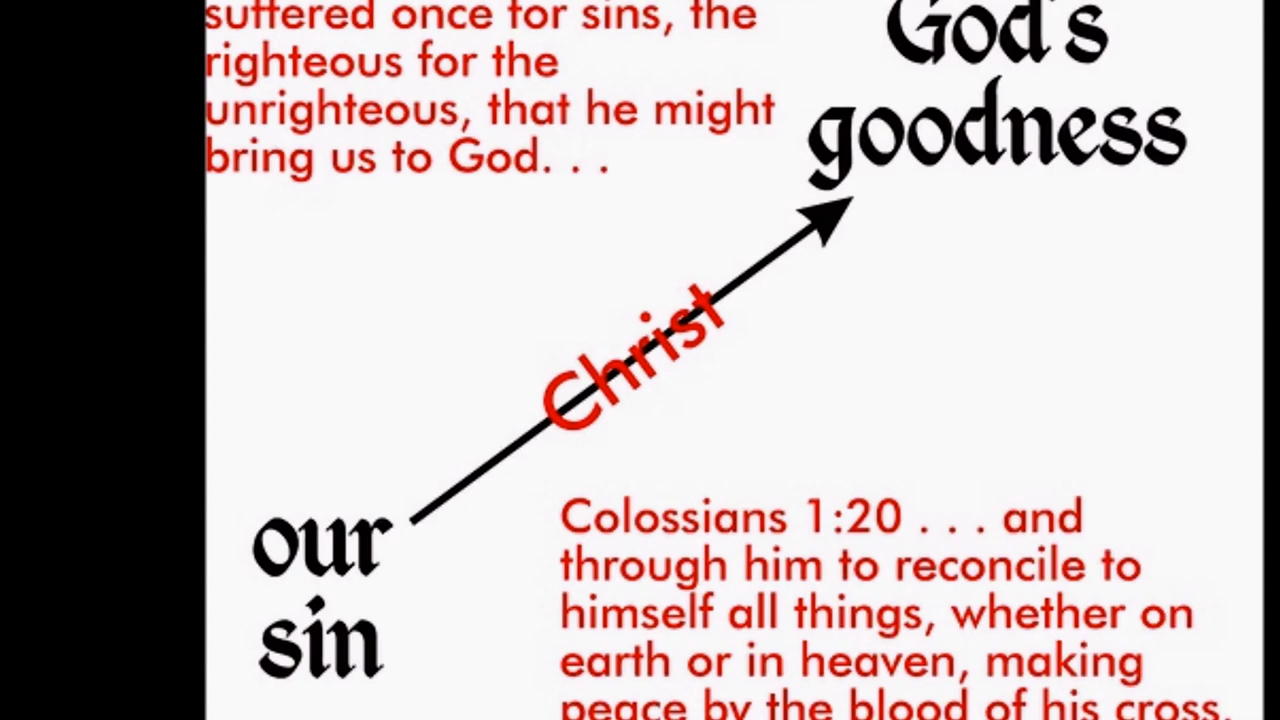 suffered once for sins, the
righteous for the
unrighteous, that he might
bring us to God. . .
God's
goodness
Christ
our
sin
Colossians 1:20 . . . and
through him to reconcile to
himself all things, whether on
earth or in heaven, making
peace by the blood of his cross.